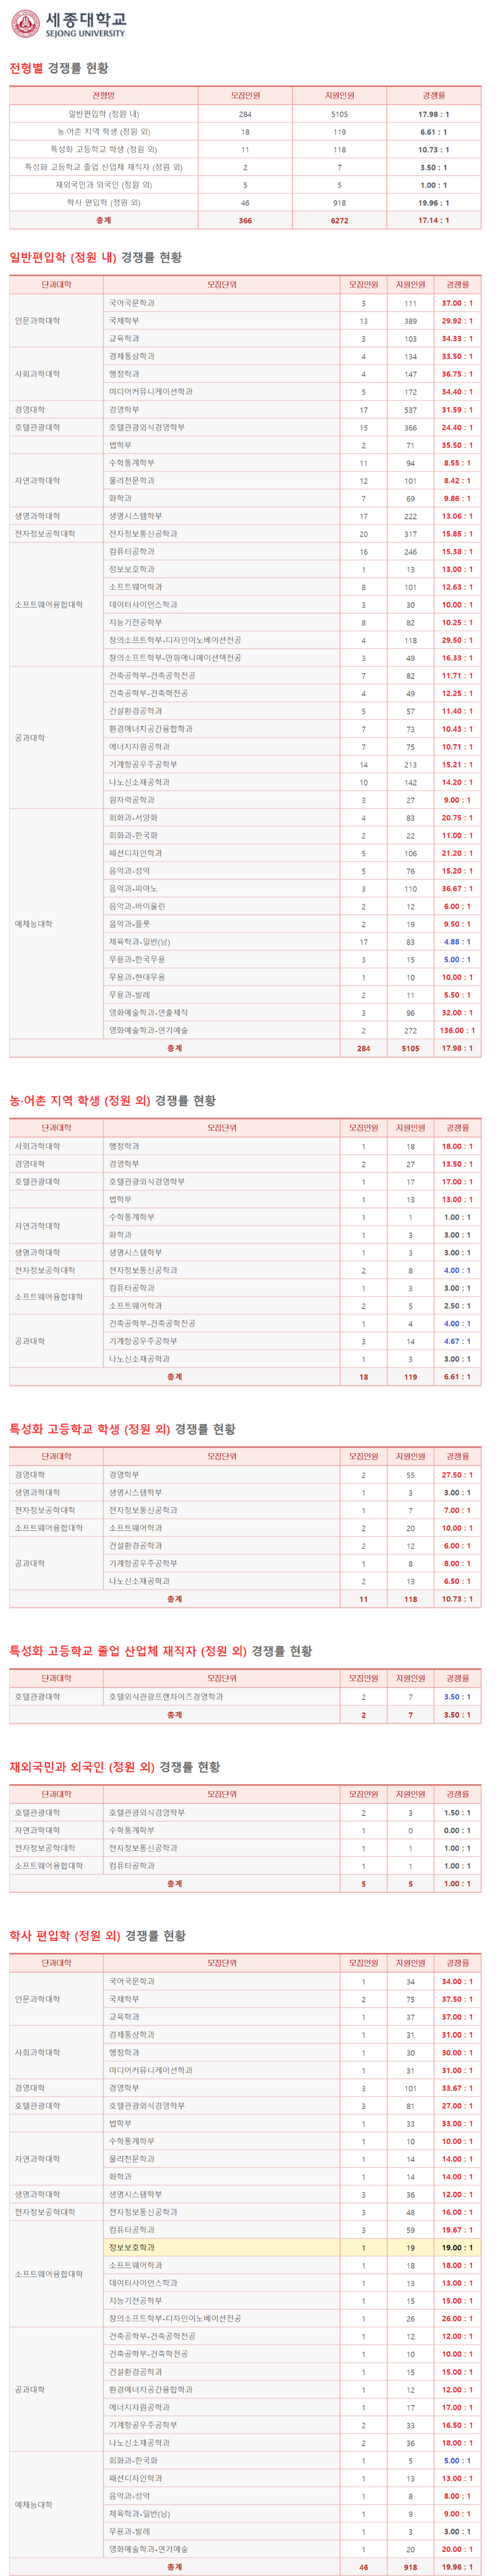 세종대학교
SEJONG UNIVERSITY
전형별 경쟁률 현황
전형명 모집인원 지원인원 경쟁률
일반편입학 (정원 내) 284 5105 17.98 : 1
농·어촌 지역 학생 (정원 외) 18 119 6.61 : 1
특성화 고등학교 학생 (정원 외) 11 118 10.73 : 1
특성화 고등학교 졸업 산업체 재직자 (정원 외) 2 7 3.50 : 1
재외국민과 외국인 (정원 외) 5 5 1.00 : 1
학사 편입학 (정원 외) 46 918 19.96 : 1
총계 366 6272 17.14 : 1
일반편입학 (정원 내) 경쟁률 현황
단과대학 모집단위 모집인원 지원인원 경쟁률
국어국문학과 3 111 37.00 : 1
인문과학대학 국제학부 13 389 29.92 : 1
교육학과 3 103 34.33 : 1
경제통상학과 4 134 33.50 : 1
사회과학대학 행정학과 4 147 36.75 : 1
미디어커뮤니케이션학과 5 172 34.40 : 1
경영대학 경영학부 17 537 31.59 : 1
호텔관광대학 호텔관광외식경영학부 15 366 24.40 : 1
법학부 2 71 35.50 : 1
수학통계학부 11 94 8.55 : 1
자연과학대학 물리천문학과 12 101 8.42 : 1
화학과 7 69 9.86 : 1
생명과학대학 생명시스템학부 17 222 13.06 : 1
전자정보공학대학 전자정보통신공학과 20 317 15.85 : 1
컴퓨터공학과 16 246 15.38 : 1
정보보호학과 1 13 13.00 : 1
소프트웨어학과 8 101 12.63 : 1
소프트웨어융합대학 데이터사이언스학과 3 30 10.00 : 1
지능기전공학부 8 82 10.25 : 1
창의소프트학부-디자인이노베이션전공 4 118 29.50 : 1
창의소프트학부-만화애니메이션텍전공 3 49 16.33 : 1
건축공학부-건축공학전공 7 82 11.71 : 1
건축공학부-건축학전공 4 49 12.25 : 1
건설환경공학과 5 57 11.40 : 1
환경에너지공간융합학과 7 73 10.43 : 1
공과대학 에너지자원공학과 7 75 10.71 : 1
기계항공우주공학부 14 213 15.21 : 1
나노신소재공학과 10 142 14.20 : 1
원자력공학과 3 27 9.00 : 1
회화과-서양화 4 83 20.75 : 1
회화과-한국화 2 22 11.00 : 1
패션디자인학과 5 106 21.20 : 1
음악과-성악 5 76 15.20 : 1
음악과-피아노 3 110 36.67 : 1
음악과-바이올린 2 12 6.00 : 1
예체능대학 음악과-플룻 2 19 9.50 : 1
체육학과-일반(남) 17 83 4.88 : 1
무용과-한국무용 3 15 5.00 : 1
무용과-현대무용 1 10 10.00 : 1
무용과-발레 2 11 5.50 : 1
영화예술학과-연출제작 3 96 32.00 : 1
영화예술학과-연기예술 2 272 136.00 : 1
총계 284 5105 17.98 : 1
농·어촌 지역 학생 (정원 외) 경쟁률 현황
단과대학 모집단위 모집인원 지원인원 경쟁률
사회과학대학 행정학과 1 18 18.00 : 1
경영대학 경영학부 2 27 13.50 : 1
호텔관광대학 호텔관광외식경영학부 1 17 17.00 : 1
법학부 1 13 13.00 : 1
자연과학대학 수학통계학부 1 1 1.00 : 1
화학과 1 3 3.00 : 1
생명과학대학 생명시스템학부 1 3 3.00 : 1
전자정보공학대학 전자정보통신공학과 2 8 4.00 : 1
소프트웨어융합대학 컴퓨터공학과 1 3 3.00 : 1
소프트웨어학과 2 5 2.50 : 1
건축공학부-건축공학전공 1 4 4.00 : 1
공과대학 기계항공우주공학부 3 14 4.67 : 1
나노신소재공학과 1 3 3.00 : 1
총계 18 119 6.61 : 1
특성화 고등학교 학생 (정원 외) 경쟁률 현황
단과대학 모집단위 모집인원 지원인원 경쟁률
경영대학 경영학부 2 55 27.50 : 1
생명과학대학 생명시스템학부 1 3 3.00 : 1
전자정보공학대학 전자정보통신공학과 1 7 7.00 : 1
소프트웨어융합대학 소프트웨어학과 2 20 10.00 : 1
건설환경공학과 2 12 6.00 : 1
공과대학 기계항공우주공학부 1 8 8.00 : 1
나노신소재공학과 2 13 6.50 : 1
총계 11 118 10.73 : 1
특성화 고등학교 졸업 산업체 재직자 (정원 외) 경쟁률 현황
단과대학 모집단위 모집인원 지원인원 경쟁률
호텔관광대학 호텔외식관광프랜차이즈경영학과 2 7 3.50 : 1
총계 2 7 3.50 : 1
재외국민과 외국인 (정원 외) 경쟁률 현황
단과대학 모집단위 모집인원 지원인원 경쟁률
호텔관광대학 호텔관광외식경영학부 2 3 1.50 : 1
자연과학대학 수학통계학부 1 0 0.00 : 1
전자정보공학대학 전자정보통신공학과 1 1 1.00 : 1
소프트웨어융합대학 컴퓨터공학과 1 1 1.00 : 1
총계 5 5 1.00 : 1
학사 편입학 (정원 외) 경쟁률 현황
단과대학 모집단위 모집인원 지원인원 경쟁률
국어국문학과 1 34 34.00 : 1
인문과학대학 국제학부 2 75 37.50 : 1
교육학과 1 37 37.00 : 1
경제통상학과 1 31 31.00 : 1
사회과학대학 행정학과 1 30 30.00 : 1
미디어커뮤니케이션학과 1 31 31.00 : 1
경영대학 경영학부 3 101 33.67 : 1
호텔관광대학 호텔관광외식경영학부 3 81 27.00 : 1
법학부 1 33 33.00 : 1
수학통계학부 1 10 10.00 : 1
자연과학대학 물리천문학과 1 14 14.00 : 1
화학과 1 14 14.00 : 1
생명과학대학 생명시스템학부 3 36 12.00 : 1
전자정보공학대학 전자정보통신공학과 3 48 16.00 : 1
컴퓨터공학과 3 59 19.67 : 1
정보보호학과 1 19 19.00 : 1
소프트웨어융합대학 소프트웨어학과 1 18 18.00 : 1
데이터사이언스학과 1 13 13.00 : 1
지능기전공학부 1 15 15.00 : 1
창의소프트학부-디자인이노베이션전공 1 26 26.00 : 1
건축공학부-건축공학전공 1 12 12.00 : 1
건축공학부-건축학전공 1 10 10.00 : 1
건설환경공학과 1 15 15.00 : 1
공과대학 환경에너지공간융합학과 1 12 12.00 : 1
에너지자원공학과 1 17 17.00 : 1
기계항공우주공학부 2 33 16.50 : 1
나노신소재공학과 2 36 18.00 : 1
회화과-한국화 1 5 5.00 : 1
패션디자인학과 1 13 13.00 : 1
예체능대학 음악과-성악 1 8 8.00 : 1
체육학과-일반(남) 1 9 9.00 : 1
무용과-발레 1 3 3.00 : 1
영화예술학과-연기예술 1 20 20.00 : 1
총계 46 918 19.96 : 1